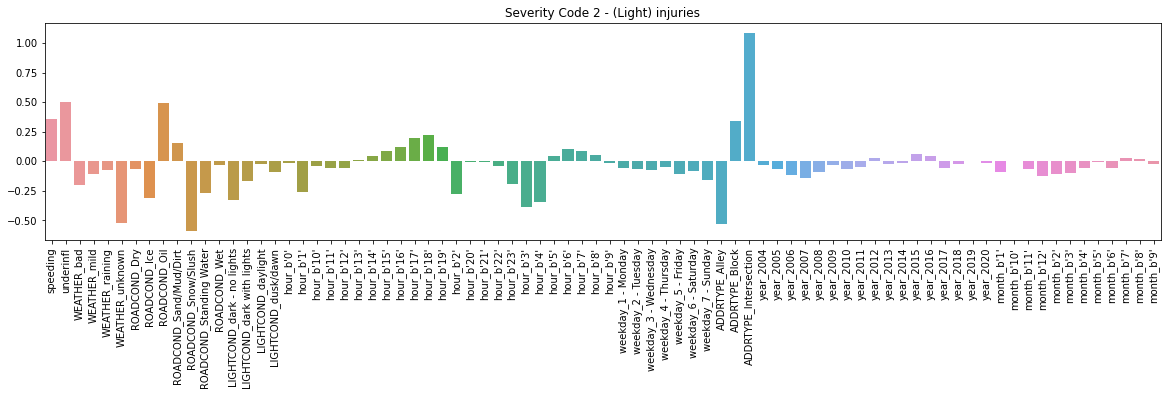 Severity Code 2 - (Light) injuries
1.00
0.75
0.50
0.25
0.00
−0.25
−0.50
speeding
underinfl
WEATHER_bad
WEATHER_mild
WEATHER_raining
WEATHER_unknown
ROADCOND_Dry
ROADCOND_Ice
ROADCOND_Oil
ROADCOND_Sand/Mud/Dirt
ROADCOND_Snow/Slush
ROADCOND_Standing Water
ROADCOND_Wet
LIGHTCOND_dark - no lights
LIGHTCOND_dark with lights
LIGHTCOND_daylight
LIGHTCOND_dusk/dawn
hour_b'0'
hour_b'1'
hour_b'10'
hour_b'11'
hour_b'12'
hour_b'13'
hour_b'14'
hour_b'15'
hour_b'16'
hour_b'17'
hour_b'18'
hour_b'19'
hour_b'2'
hour_b'20'
hour_b'21'
hour_b'22'
hour_b'23'
hour_b'3'
hour_b'4'
hour_b'5'
hour_b'6'
hour_b'7'
hour_b'8'
hour_b'9'
weekday_1 - Monday
weekday_2 - Tuesday
weekday_3 - Wednesday
weekday_4 - Thursday
weekday_5 - Friday
weekday_6 - Saturday
weekday_7 - Sunday
ADDRTYPE_Alley
ADDRTYPE_Block
ADDRTYPE_Intersection
year_2004
year_2005
year_2006
year_2007
year_2008
year_2009
year_2010
year_2011
year_2012
year_2013
year_2014
year_2015
year_2016
year_2017
year_2018
year_2019
year_2020
month_b'1'
month_b'10'
month_b'11'
month_b'12'
month_b'2'
month_b'3'
month_b'4'
month_b'5'
month_b'6'
month_b'7'
month_b'8'
month_b'9'